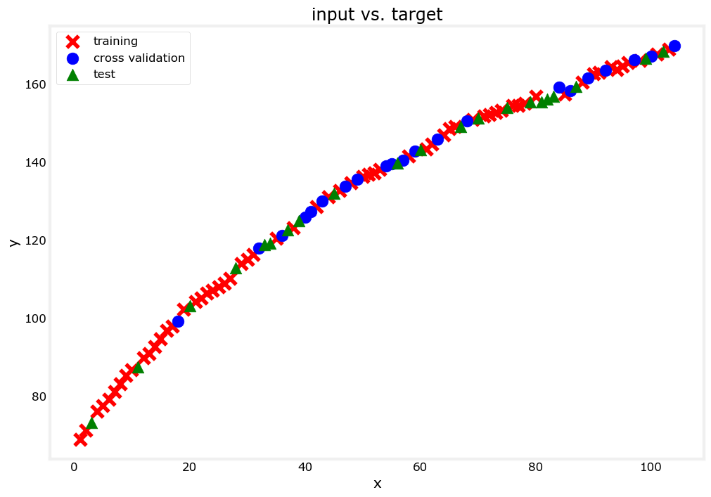 input vs. target
training
cross validation
test
160
140
120
100
80
y
0 20 40 60 80 100
x